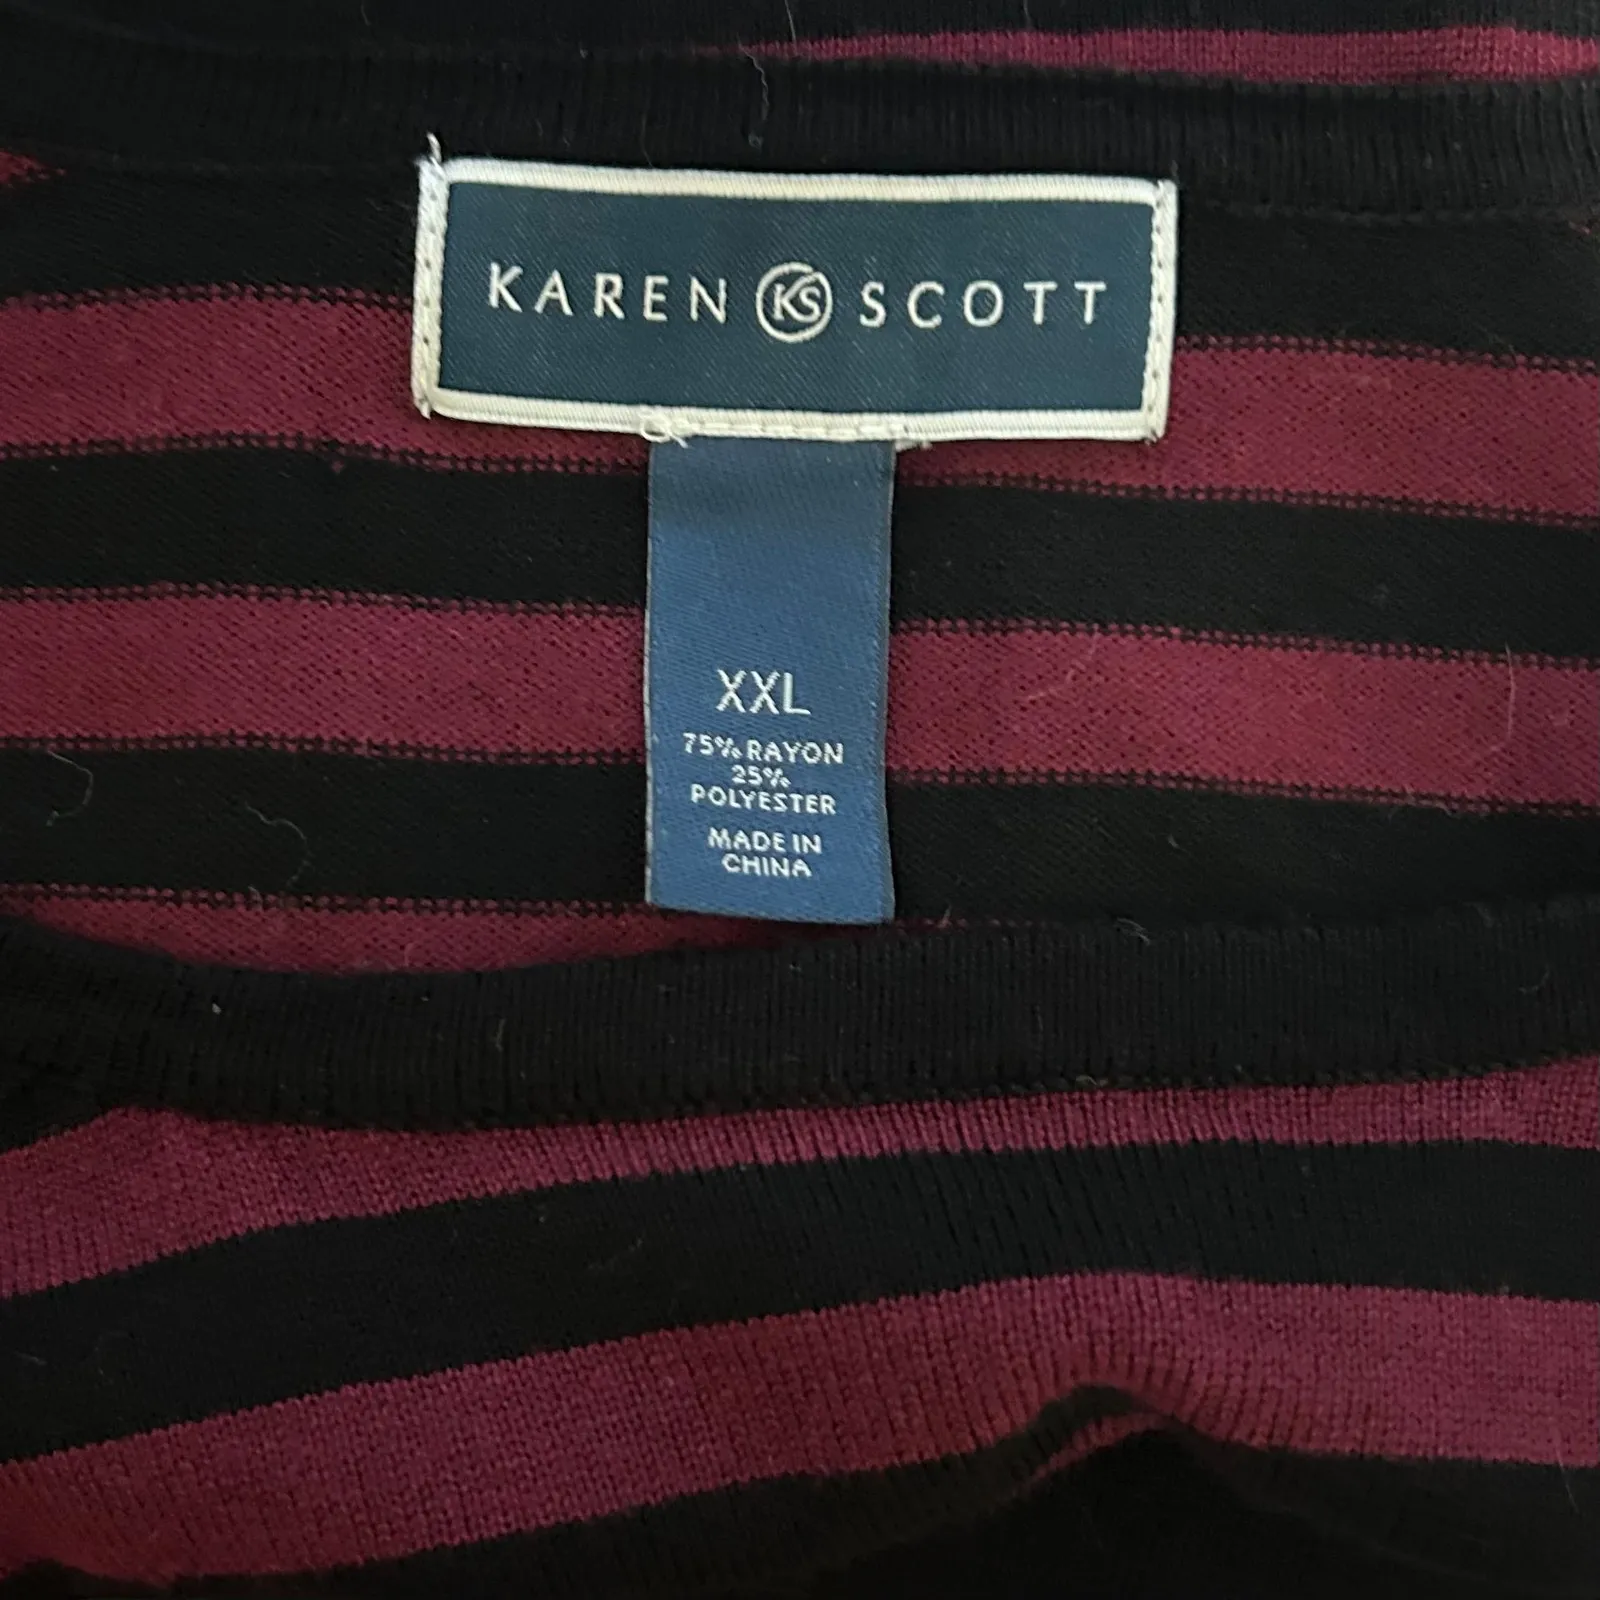 KAREN KS SCOTT
XXL
75% RAYON
25%
POLYESTER
MADE IN
CHINA